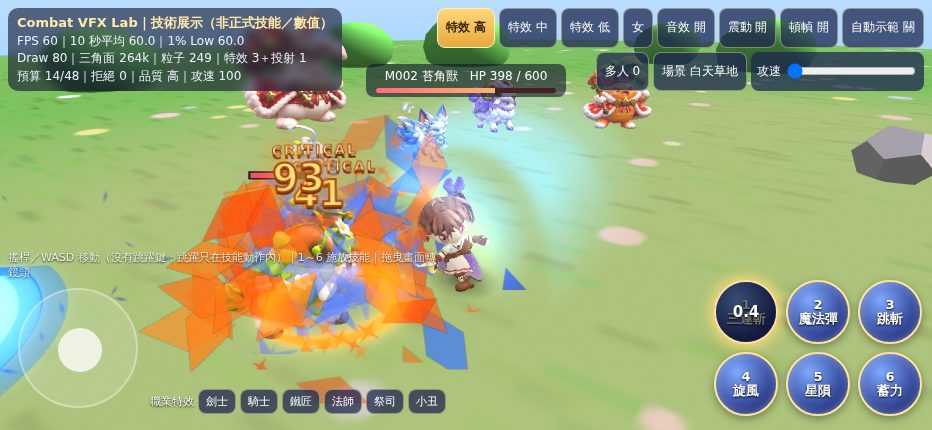 Combat VFX Lab｜技術展示（非正式技能／數值）
FPS 60｜10 秒平均 60.0｜1% Low 60.0
Draw 80｜三角面 264k｜粒子 249｜特效 3＋投射 1
預算 14/48｜拒絕 0｜品質 高｜攻速 100
特效 高
特效 中
特效 低
女
音效 開
震動 開
頓幀 開
自動示範 關
M002 苔角獸 HP 398 / 600
多人 0
場景 白天草地
攻速
CRITICAL
CRITICAL
93
41
搖桿／WASD 移動（沒有跳躍鍵；跳躍只在技能動作內）｜1～6 施放技能｜拖曳畫面轉
鏡頭
1
三連斬
0.4
2
魔法彈
3
跳斬
4
旋風
5
星隕
6
蓄力
職業特效
劍士
騎士
鐵匠
法師
祭司
小丑